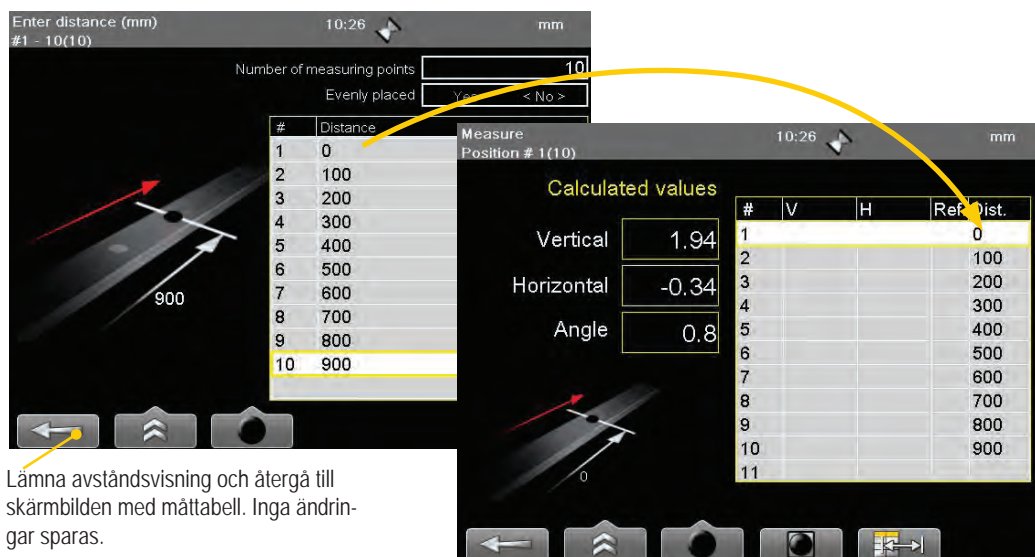 Enter distance (mm)
10:26
mm
#1 - 10(10)
Number of measuring points 10
Evenly placed Yes < No >
# Distance
1 0
2 100
3 200
4 300
5 400
6 500
7 600
8 700
9 800
10 900
900
Lämna avståndsvisning och återgå till
skärmbilden med måttabell. Inga ändrin-
gar sparas.
Measure
10:26
mm
Position # 1(10)
Calculated values
Vertical 1.94
Horizontal -0.34
Angle 0.8
# V H Ref Dist.
1 0
2 100
3 200
4 300
5 400
6 500
7 600
8 700
9 800
10 900
11
0